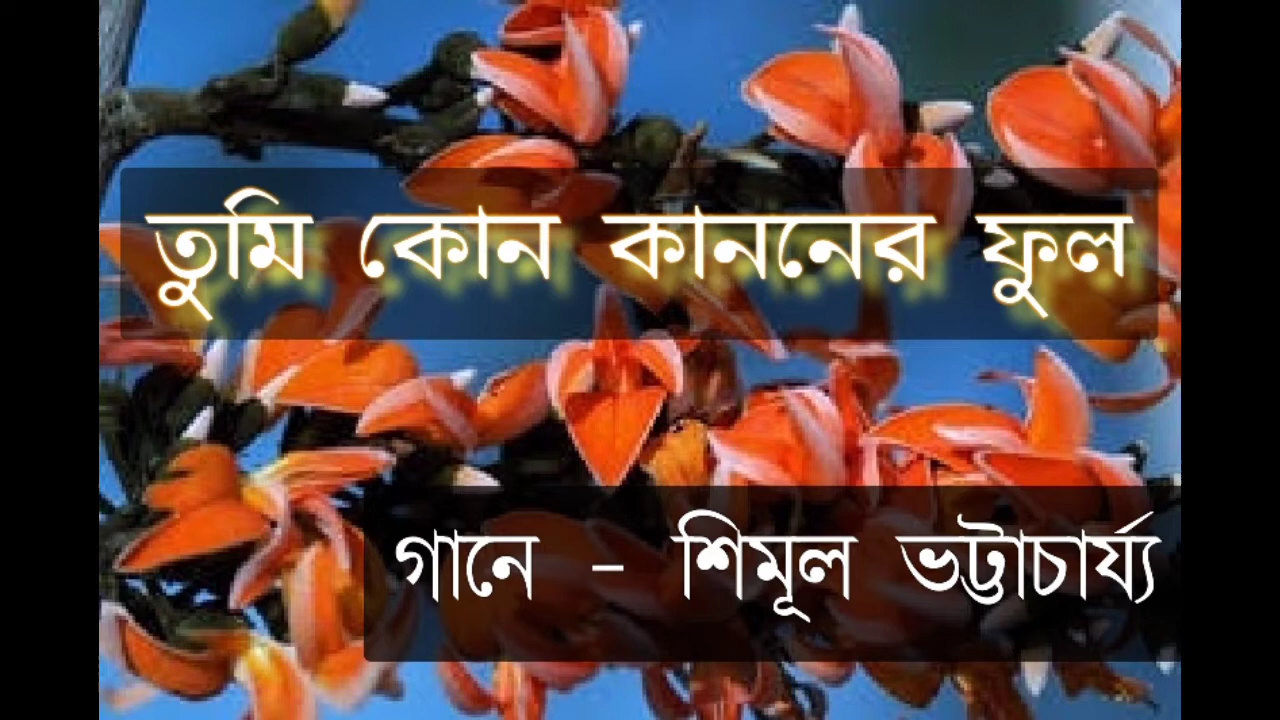 তুমি কোন কাননের ফুল
গানে - শিমূল ভট্টাচার্য্য